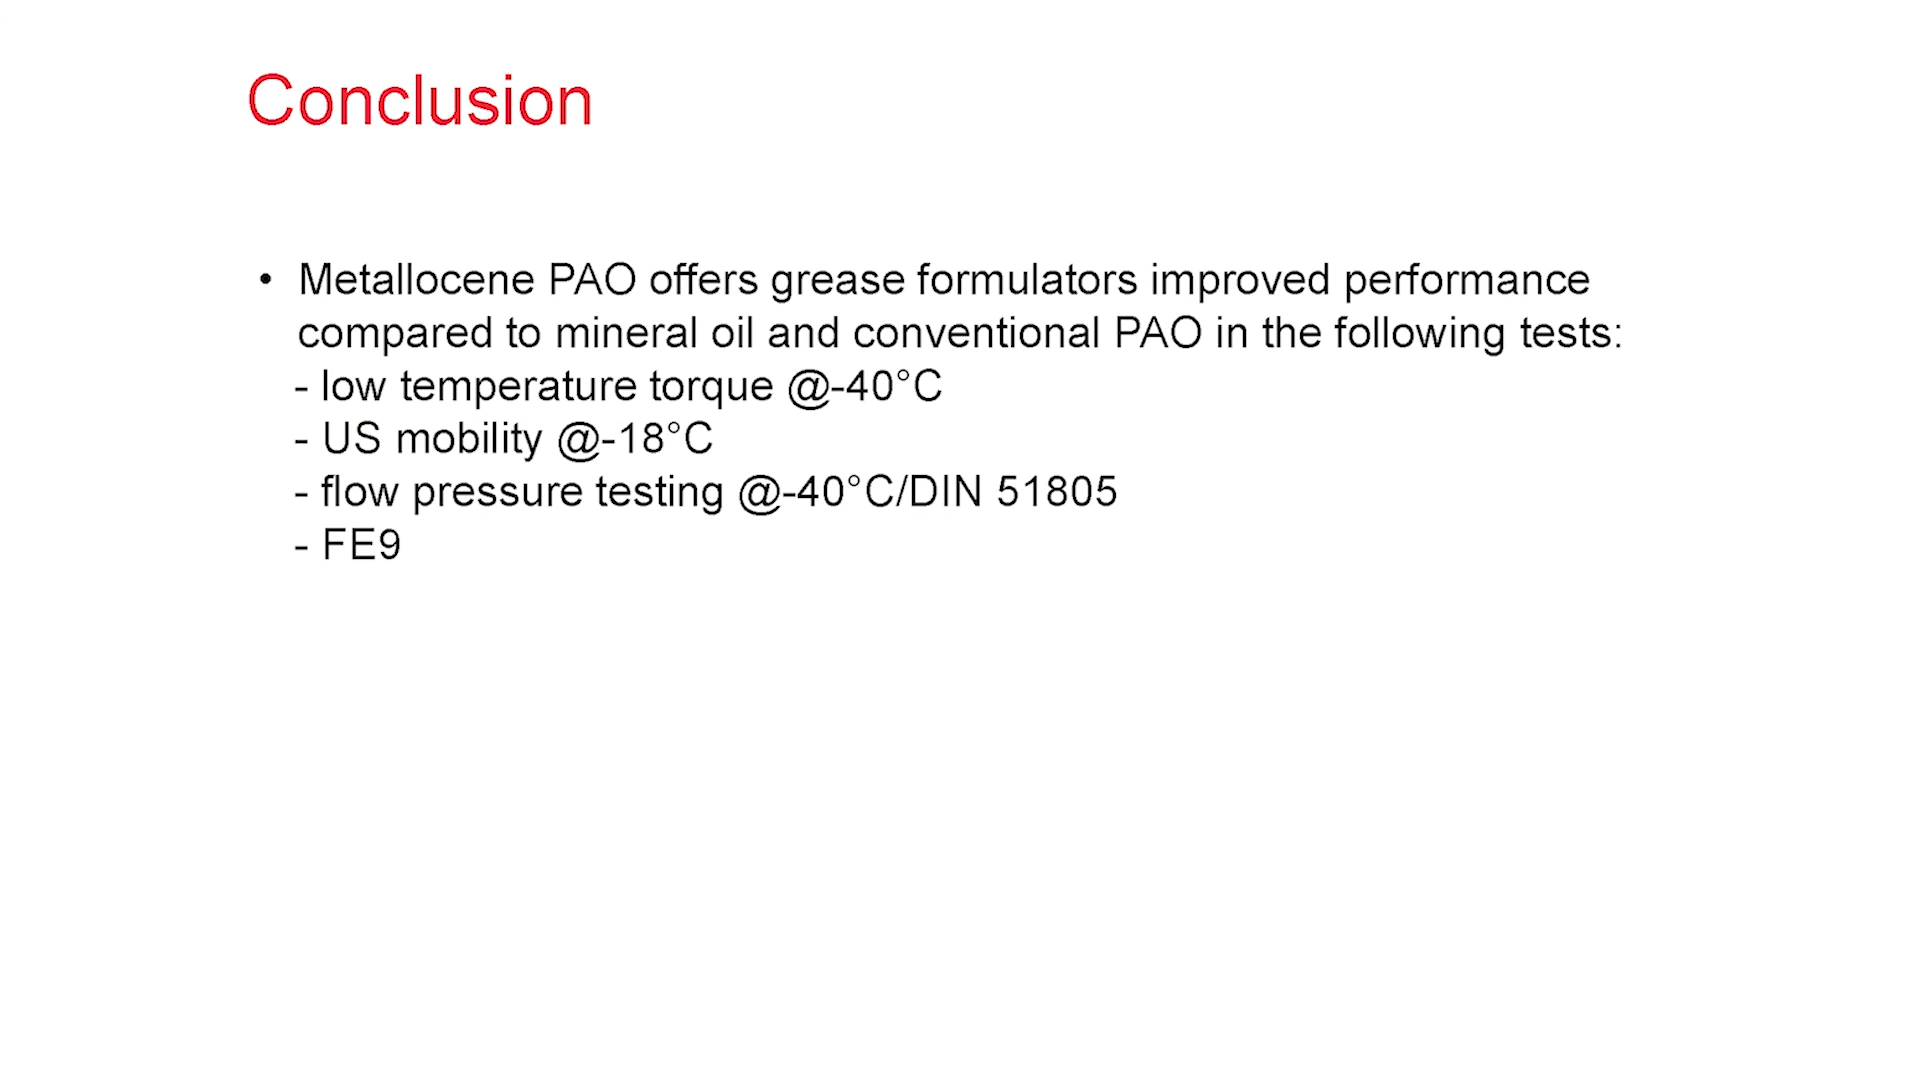 Conclusion
• Metallocene PAO offers grease formulators improved performance
compared to mineral oil and conventional PAO in the following tests:
- low temperature torque @-40°C
- US mobility @-18°C
- flow pressure testing @-40°C/DIN 51805
- FE9